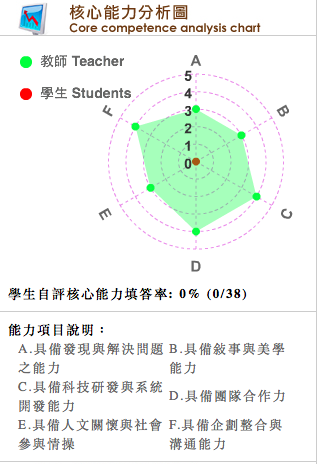 核心能力分析圖
Core competence analysis chart
教師 Teacher
學生 Students
A
B
C
D
E
F
5
4
3
2
1
0
學生自評核心能力填答率: 0% (0/38)
能力項目說明：
A.具備發現與解決問題之能力
B.具備敘事與美學能力
C.具備科技研發與系統開發能力
D.具備團隊合作力
E.具備人文關懷與社會參與情操
F.具備企劃整合與溝通能力